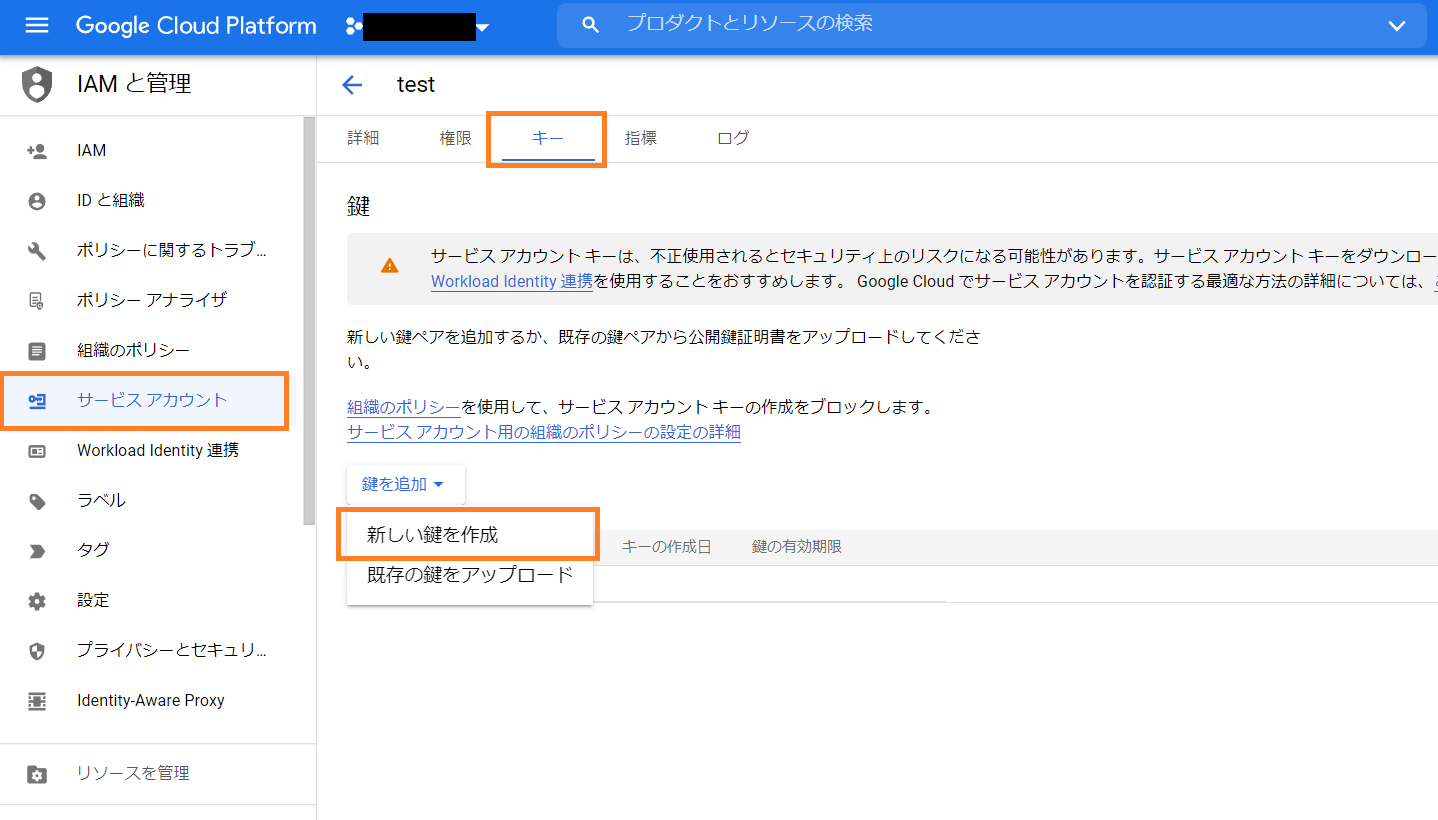 Google Cloud Platform
プロダクトとリソースの検索
IAM と管理
IAM
ID と組織
ポリシーに関するトラブ...
ポリシー アナライザ
組織のポリシー
サービス アカウント
Workload Identity 連携
ラベル
タグ
設定
プライバシーとセキュリ...
Identity-Aware Proxy
リソースを管理
test
詳細 権限 キー 指標 ログ
鍵
サービス アカウント キーは、不正使用されるとセキュリティ上のリスクになる可能性があります。サービス アカウント キーをダウンロー
Workload Identity 連携を使用することをおすすめします。 Google Cloud でサービス アカウントを認証する最適な方法の詳細については、
新しい鍵ペアを追加するか、既存の鍵ペアから公開鍵証明書をアップロードしてくださ
い。
組織のポリシーを使用して、サービス アカウント キーの作成をブロックします。
サービス アカウント用の組織のポリシーの設定の詳細
鍵を追加
新しい鍵を作成
既存の鍵をアップロード
キーの作成日 鍵の有効期限